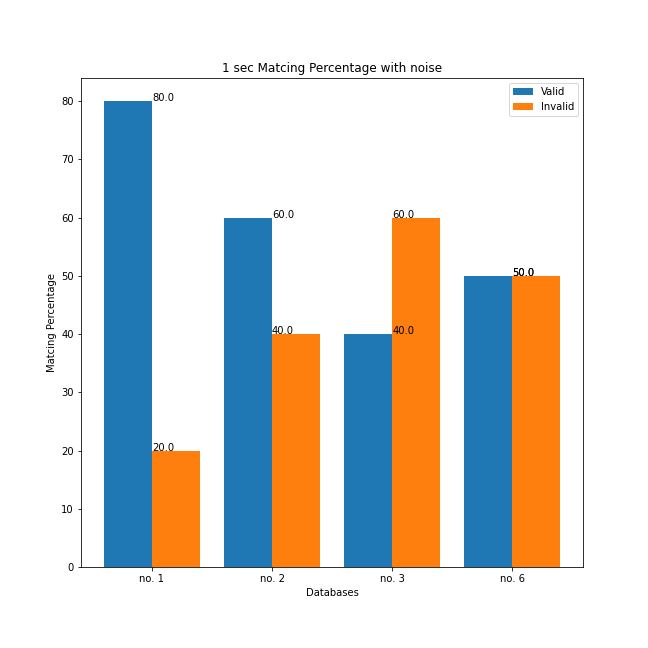 1 sec Matcing Percentage with noise
Valid
Invalid
80.0
60.0
60.0
50.0
50.0
40.0
40.0
20.0
Matcing Percentage
80
70
60
50
40
30
20
10
0
no. 1
no. 2
no. 3
no. 6
Databases